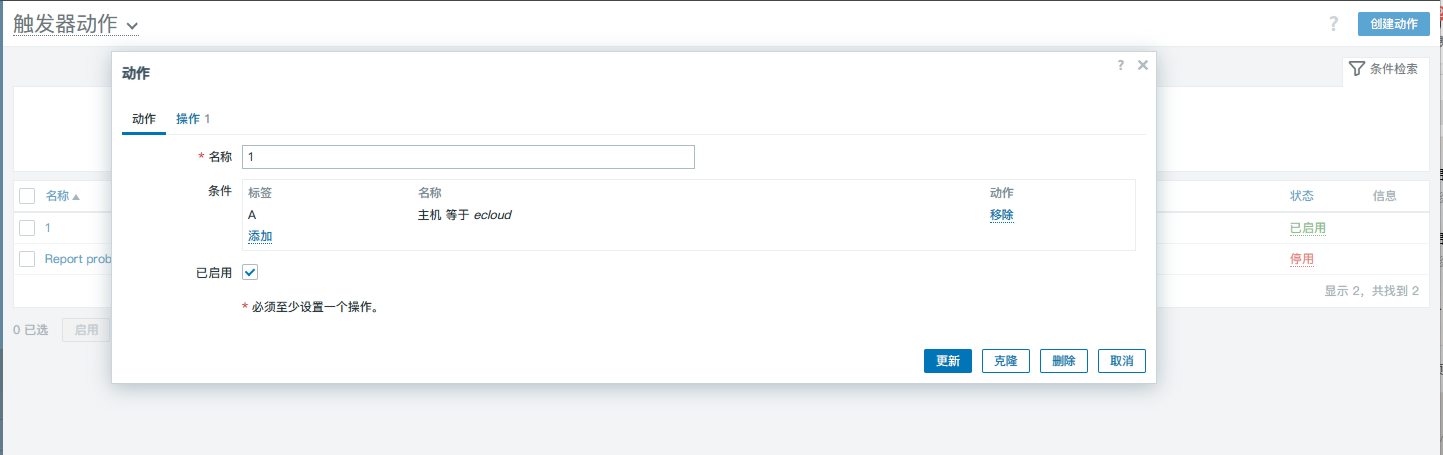 触发器动作
?
创建动作
条件检索
动作
?
动作 操作 1
* 名称 1
条件 标签 名称 动作
A 主机 等于 ecloud 移除
添加
已启用
* 必须至少设置一个操作。
更新 克隆 删除 取消
名称 状态 信息
1 已启用
Report prob 停用
显示 2，共找到 2
0 已选 启用